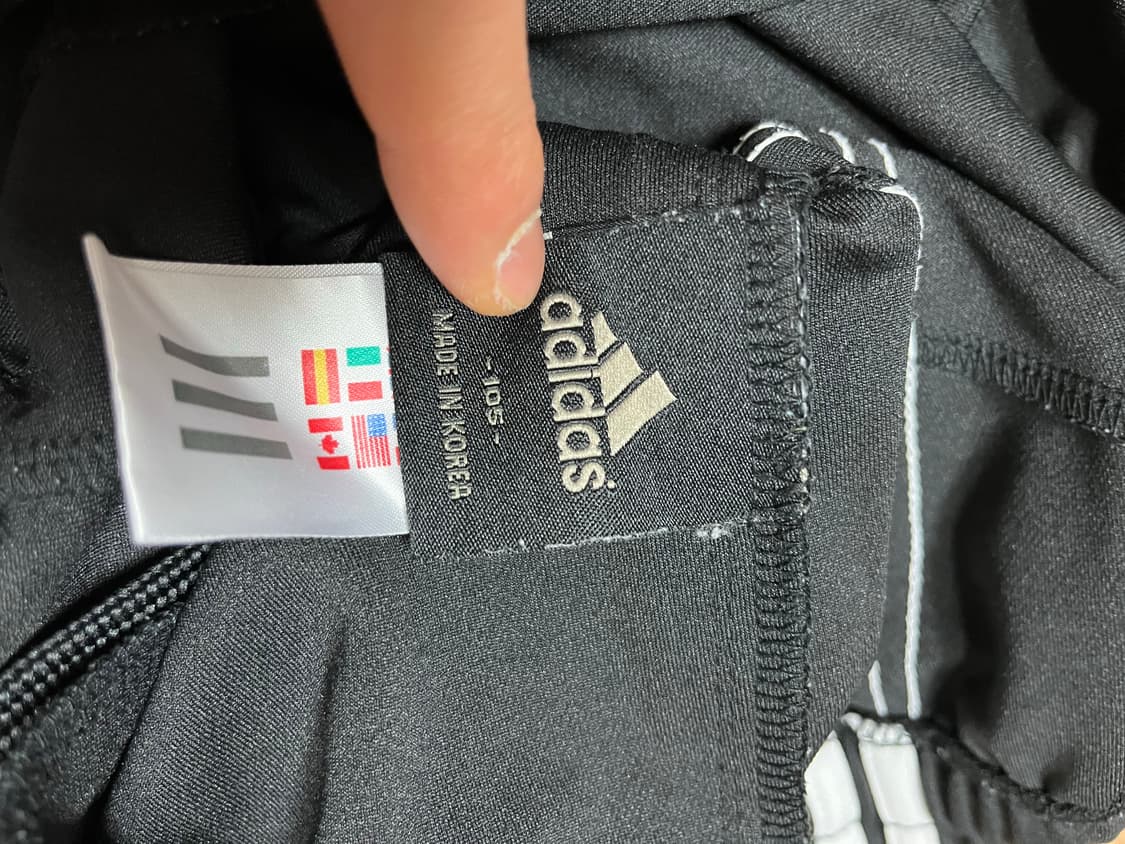 adidas
-105-
MADE IN KOREA